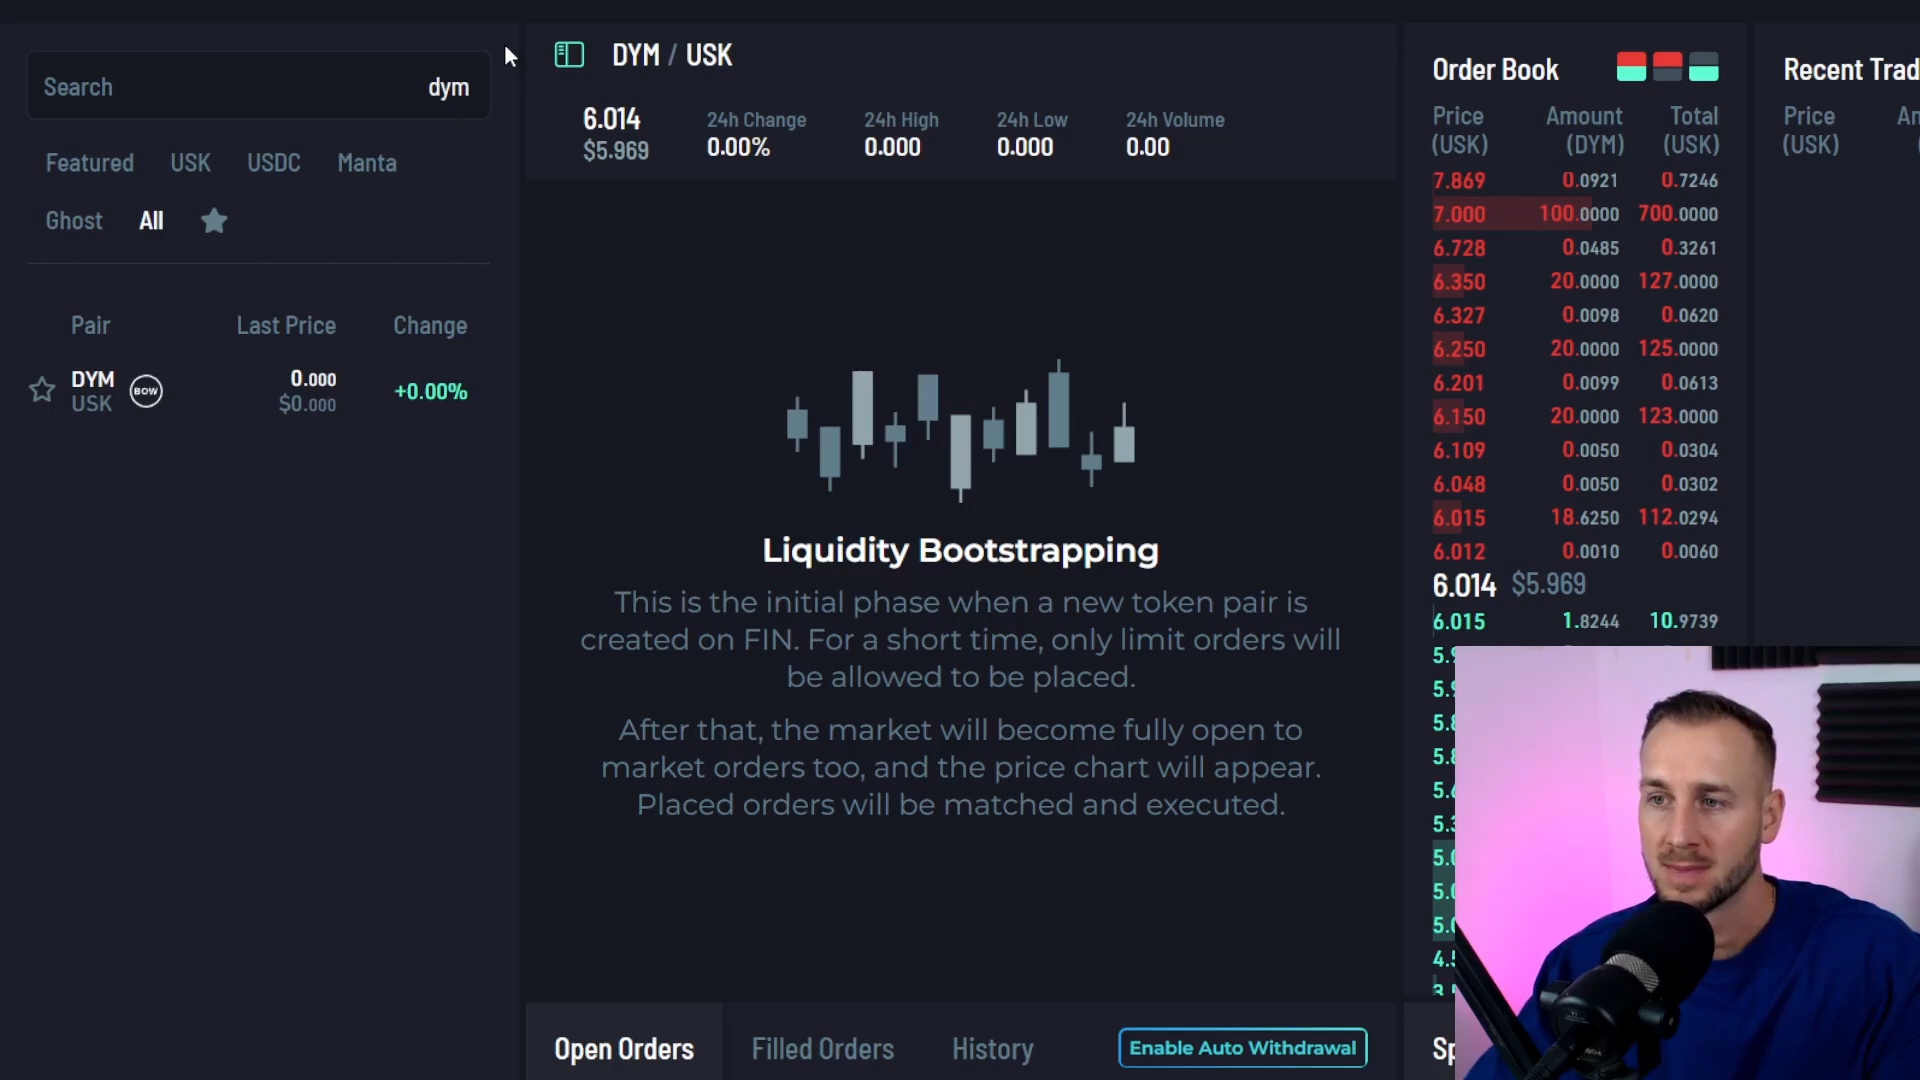 Search dym
Featured USK USDC Manta
Ghost All
Pair Last Price Change
DYM BOW 0.000 +0.00%
USK $0.000
DYM / USK
6.014 24h Change 24h High 24h Low 24h Volume
$5.969 0.00% 0.000 0.000 0.00
Liquidity Bootstrapping
This is the initial phase when a new token pair is
created on FIN. For a short time, only limit orders will
be allowed to be placed.
After that, the market will become fully open to
market orders too, and the price chart will appear.
Placed orders will be matched and executed.
Open Orders Filled Orders History Enable Auto Withdrawal
Order Book
Price Amount Total
(USK) (DYM) (USK)
7.869 0.0921 0.7246
7.000 100.0000 700.0000
6.728 0.0485 0.3261
6.350 20.0000 127.0000
6.327 0.0098 0.0620
6.250 20.0000 125.0000
6.201 0.0099 0.0613
6.150 20.0000 123.0000
6.109 0.0050 0.0304
6.048 0.0050 0.0302
6.015 18.6250 112.0294
6.012 0.0010 0.0060
6.014 $5.969
6.015 1.8244 10.9739
Recent Trad
Price
(USK)